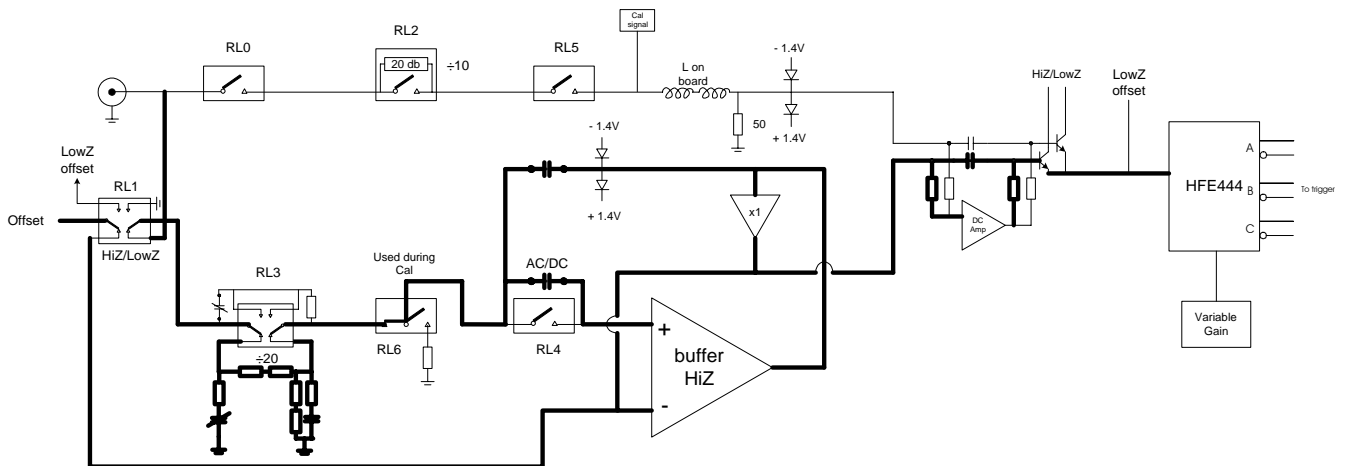 Cal
signal
RL0
RL2
20 db
÷10
RL5
L on
board
- 1.4V
+ 1.4V
50
HiZ/LowZ
LowZ
offset
LowZ
offset
RL1
Offset
HiZ/LowZ
- 1.4V
+ 1.4V
x1
DC
Amp
A
HFE444
B
To trigger
C
RL3
÷20
Used during
Cal
RL6
AC/DC
RL4
+
buffer
HiZ
-
Variable
Gain